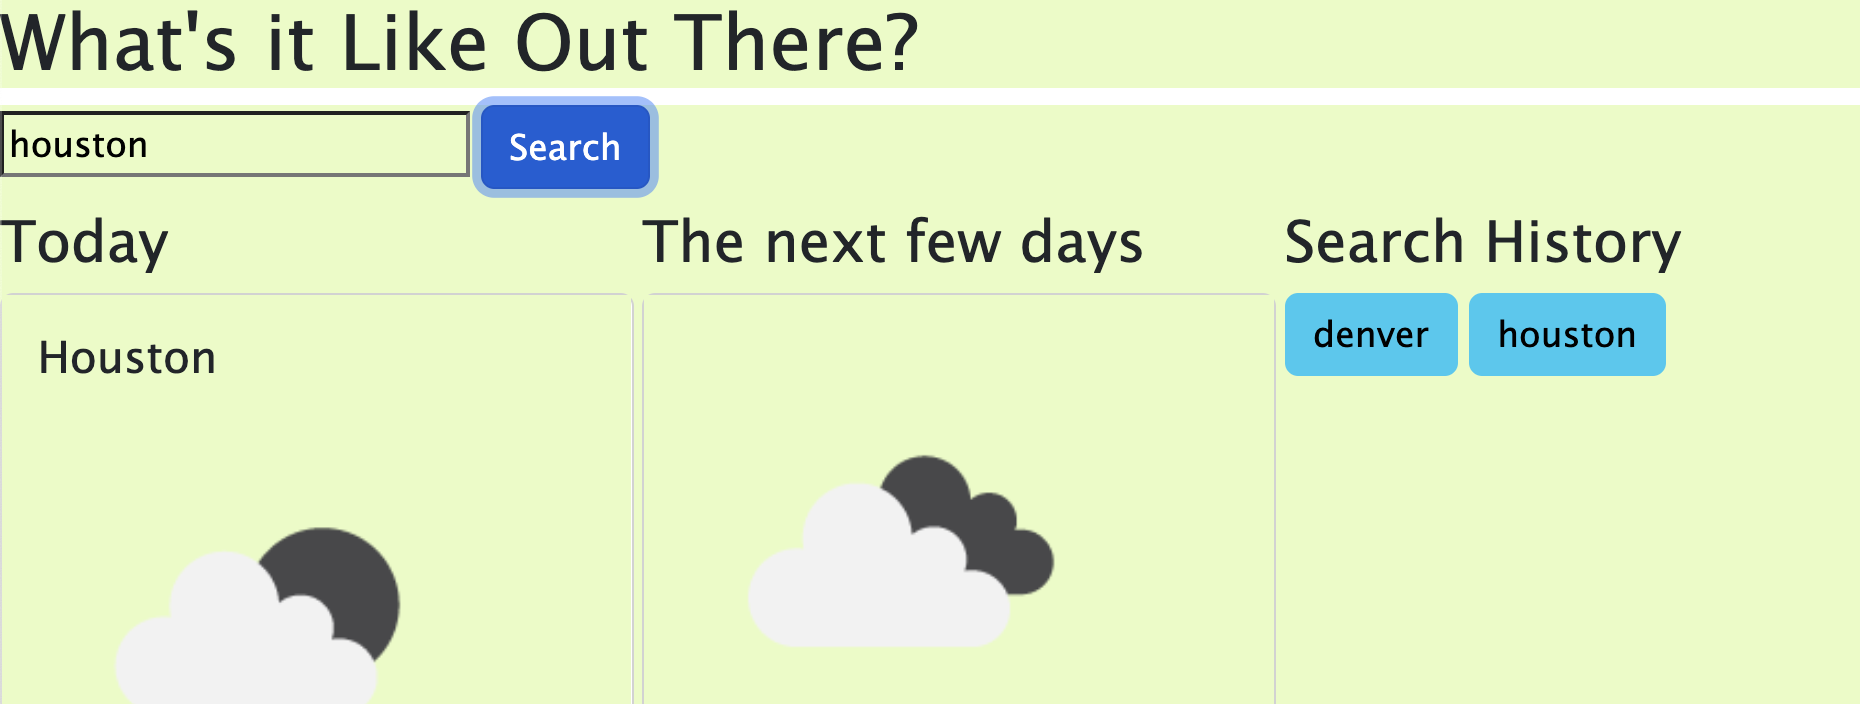 What's it Like Out There?
houston Search
Today
The next few days
Search History
Houston
denver houston